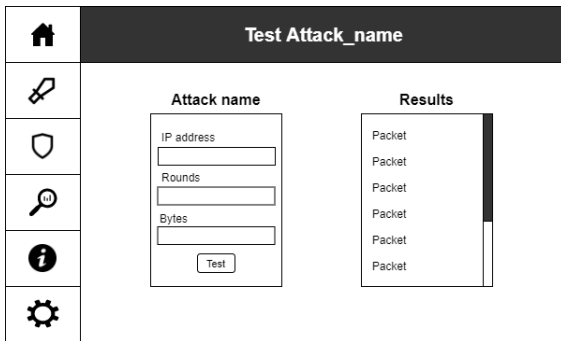 Test Attack_name
Attack name
IP address
Rounds
Bytes
Test
Results
Packet
Packet
Packet
Packet
Packet
Packet